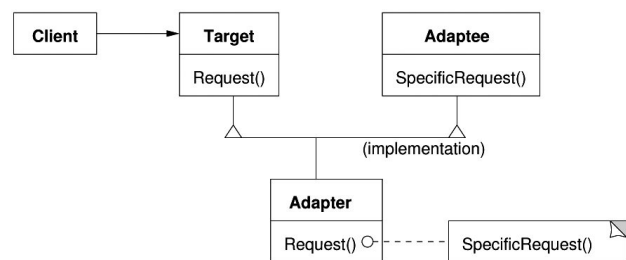 Client
Target
Adaptee
Request()
SpecificRequest()
(implementation)
Adapter
Request()
SpecificRequest()